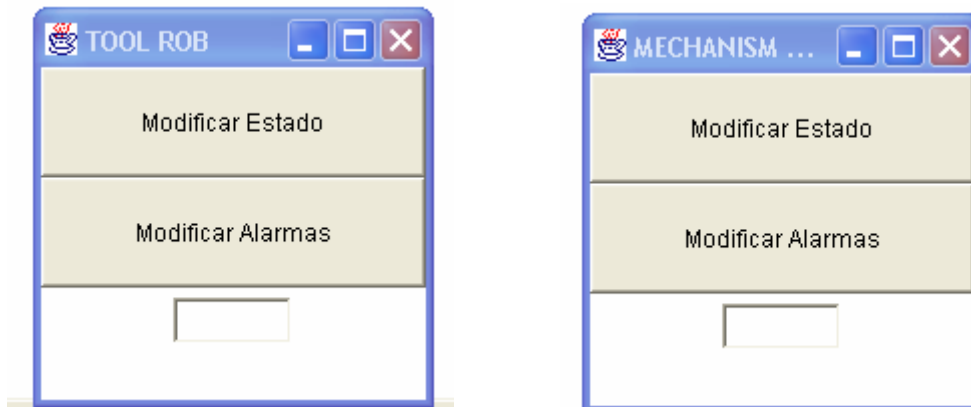 TOOL ROB
Modificar Estado
Modificar Alarmas
MECHANISM ...
Modificar Estado
Modificar Alarmas